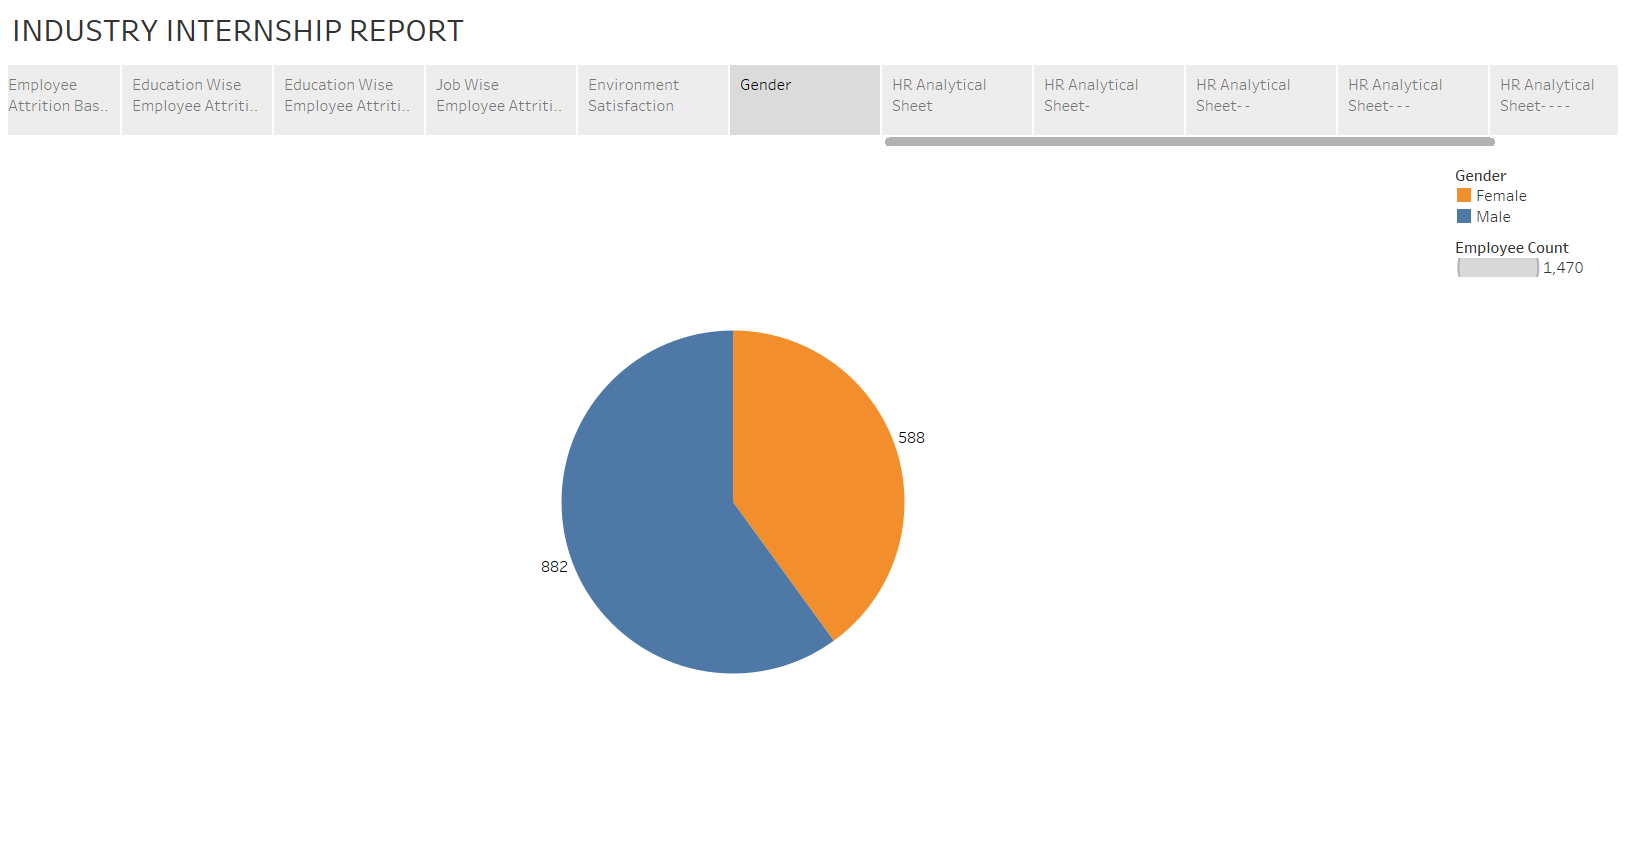 INDUSTRY INTERNSHIP REPORT
Employee
Attrition Bas..
Education Wise
Employee Attriti..
Education Wise
Employee Attriti..
Job Wise
Employee Attriti..
Environment
Satisfaction
Gender
HR Analytical
Sheet
HR Analytical
Sheet-
HR Analytical
Sheet- -
HR Analytical
Sheet- - -
HR Analytical
Sheet- - - -
Gender
Female
Male
Employee Count
1,470
588
882